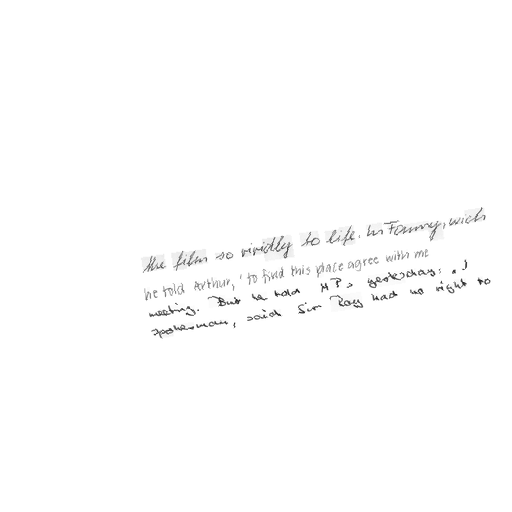 the film so vividly to life. In Fanny, which
he told Arthur, ' to find this place agree with me
meeting. But he told MPs yesterday: " I
spokesman, said Sir Roy had no right to